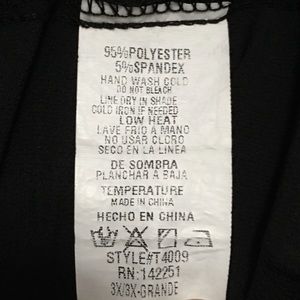 95%POLYESTER
5%SPANDEX
HAND WASH COLD
DO NOT BLEACH
LINE DRY IN SHADE
COLD IRON IF NEEDED
LOW HEAT
LAVE FRIO A MANO
NO USAR CLORO
SECO EN LA LINEA
DE SOMBRA
PLANCHAR A BAJA
TEMPERATURE
MADE IN CHINA
HECHO EN CHINA
STYLE#T4009
RN:142251
3X/3X-GRANDE